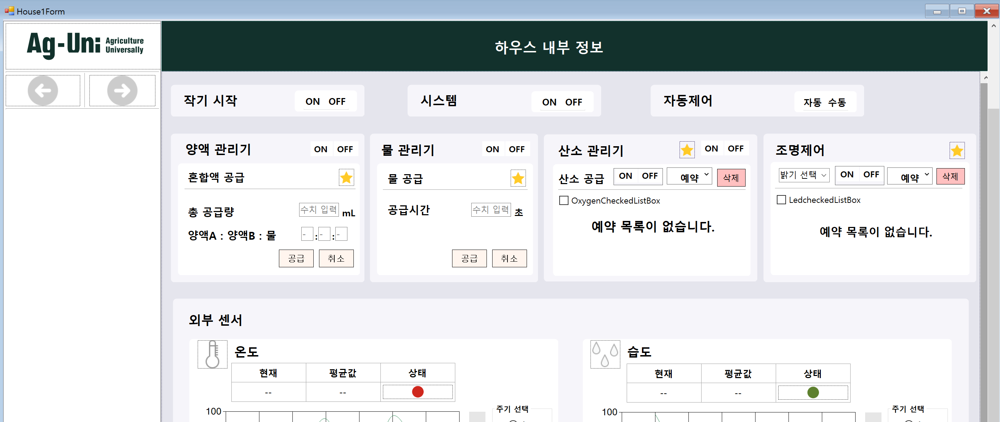 House1Form
Ag-Uni Agriculture Universally
하우스 내부 정보
작기 시작 ON OFF
시스템 ON OFF
자동제어 자동 수동
양액 관리기 ON OFF
혼합액 공급
총 공급량 수치 입력 mL
양액A : 양액B : 물 - : - : -
공급 취소
물 관리기 ON OFF
물 공급
공급시간 수치 입력 초
공급 취소
산소 관리기 ON OFF
산소 공급 ON OFF 예약 삭제
OxygenCheckedListBox
예약 목록이 없습니다.
조명제어
밝기 선택 ON OFF 예약 삭제
LedcheckedListBox
예약 목록이 없습니다.
외부 센서
온도
현재 평균값 상태
-- --
100
주기 선택
습도
현재 평균값 상태
-- --
100
주기 선택